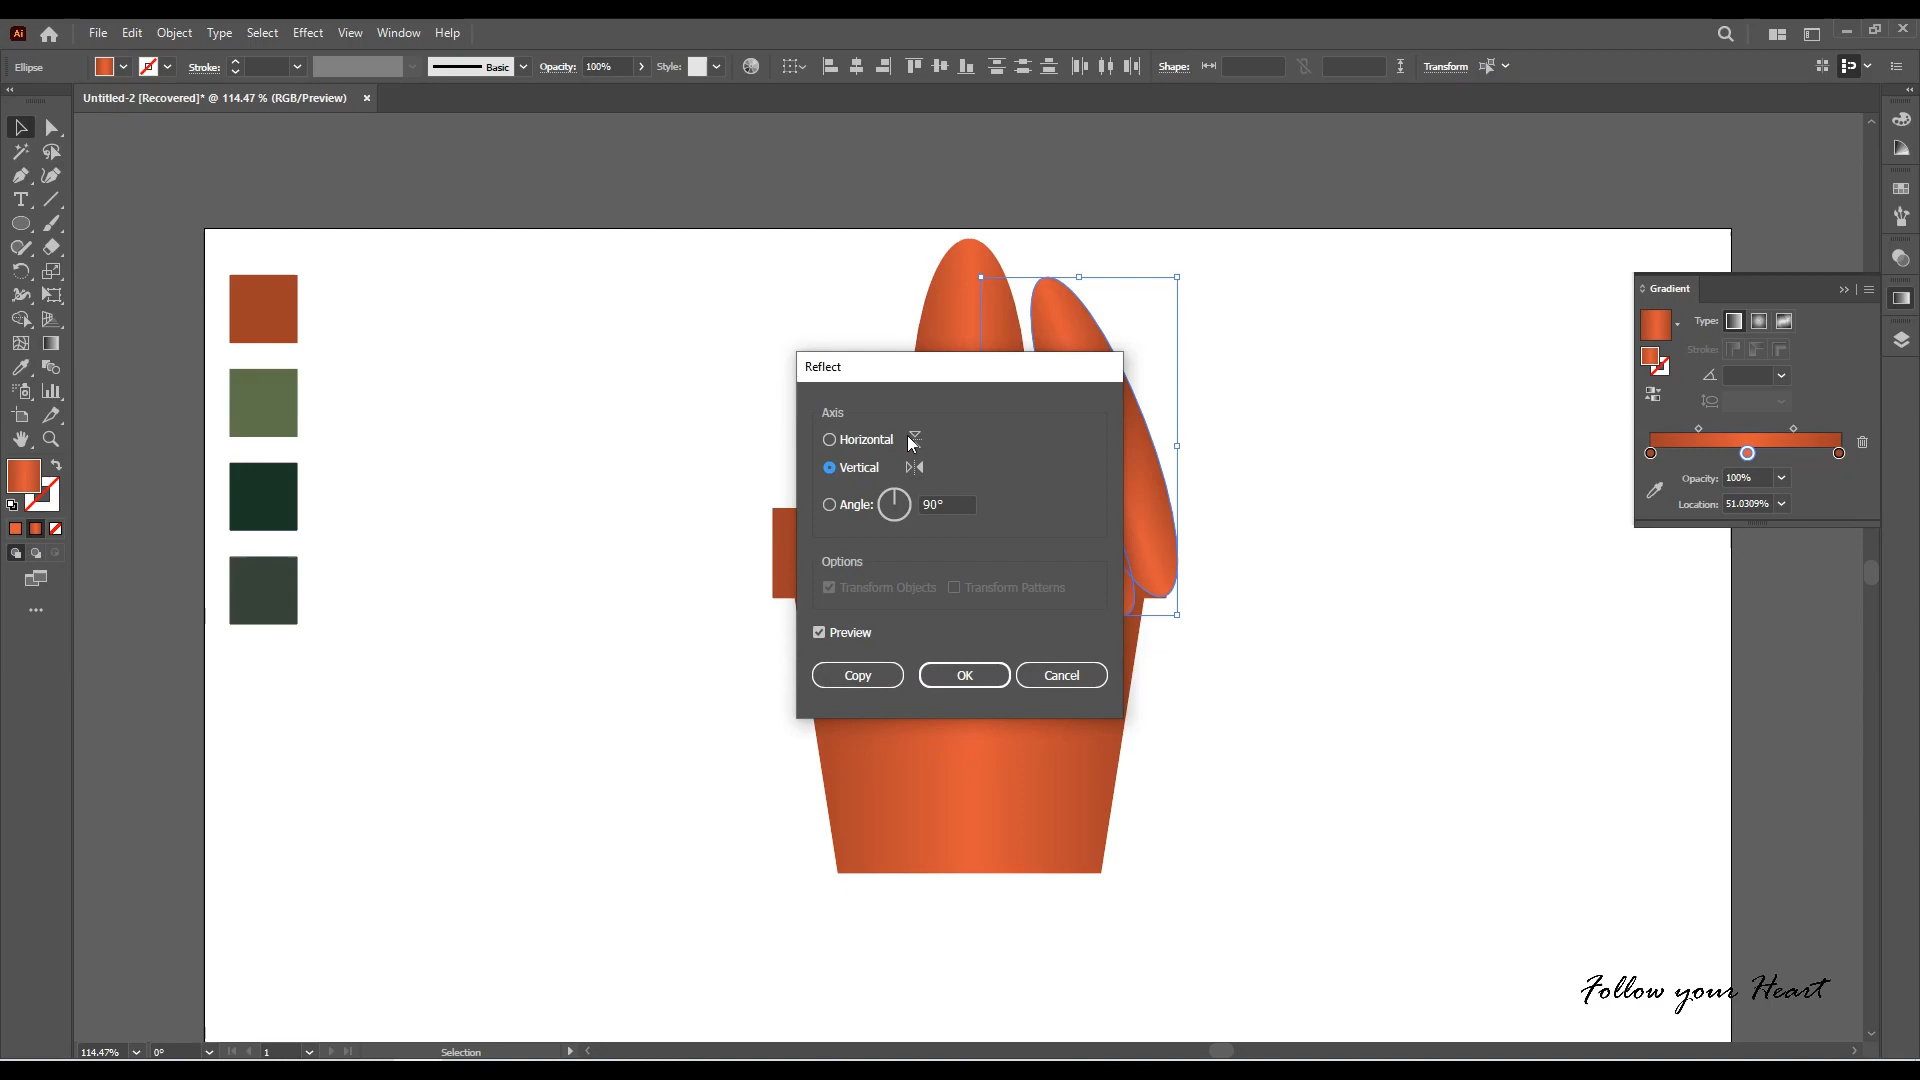 Ai File Edit Object Type Select Effect View Window Help
Ellipse Stroke: Basic Opacity: 100% Style: Shape: Transform
Untitled-2 [Recovered]* @ 114.47 % (RGB/Preview)
Gradient
Type:
Stroke:
Opacity: 100%
Location: 51.0309%
Reflect
Axis
Horizontal
Vertical
Angle: 90°
Options
Transform Objects Transform Patterns
Preview
Copy OK Cancel
Follow your Heart
114.47% 0° 1 Selection